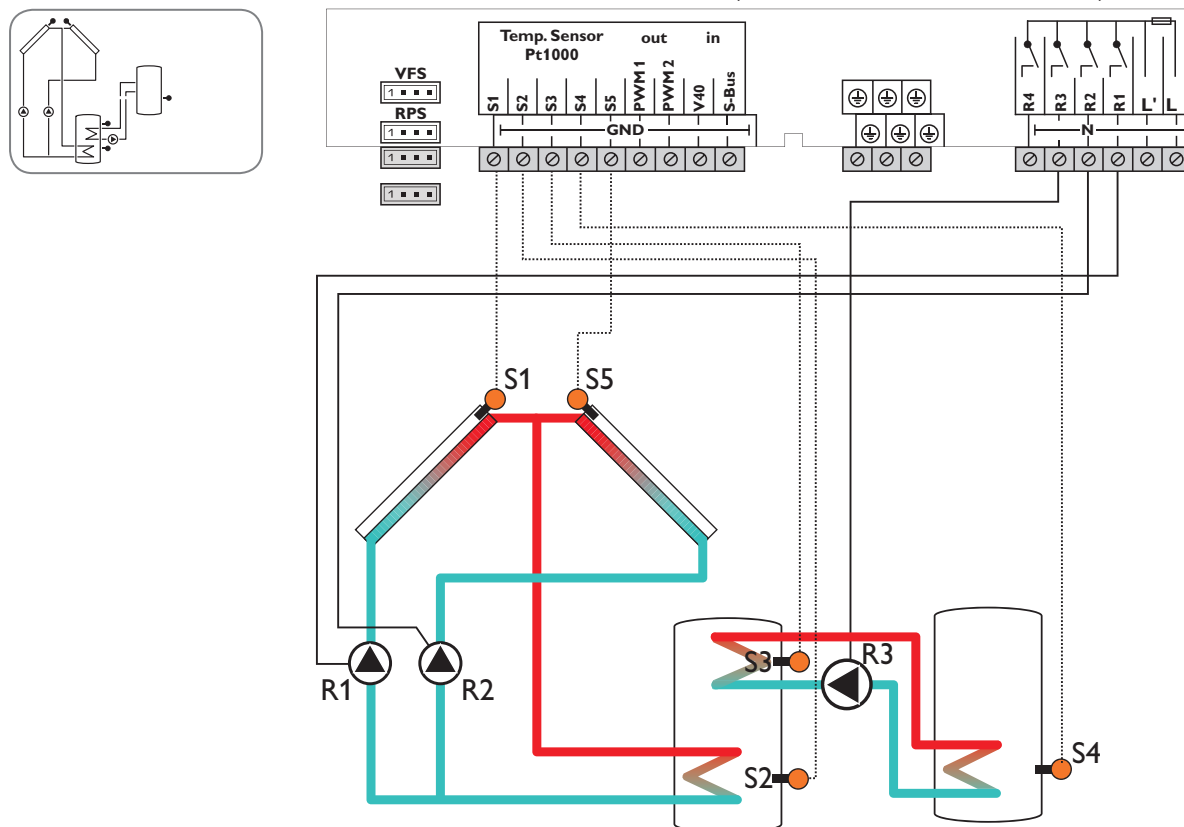 Temp. Sensor out in
Pt1000
VFS
1
RPS
1
1
1
S1 S2 S3 S4 S5 PWM 1 PWM 2 V40 S-Bus
GND
R4 R3 R2 R1 L' L
N
S1 S5
R1 R2
S3 R3
S2 S4